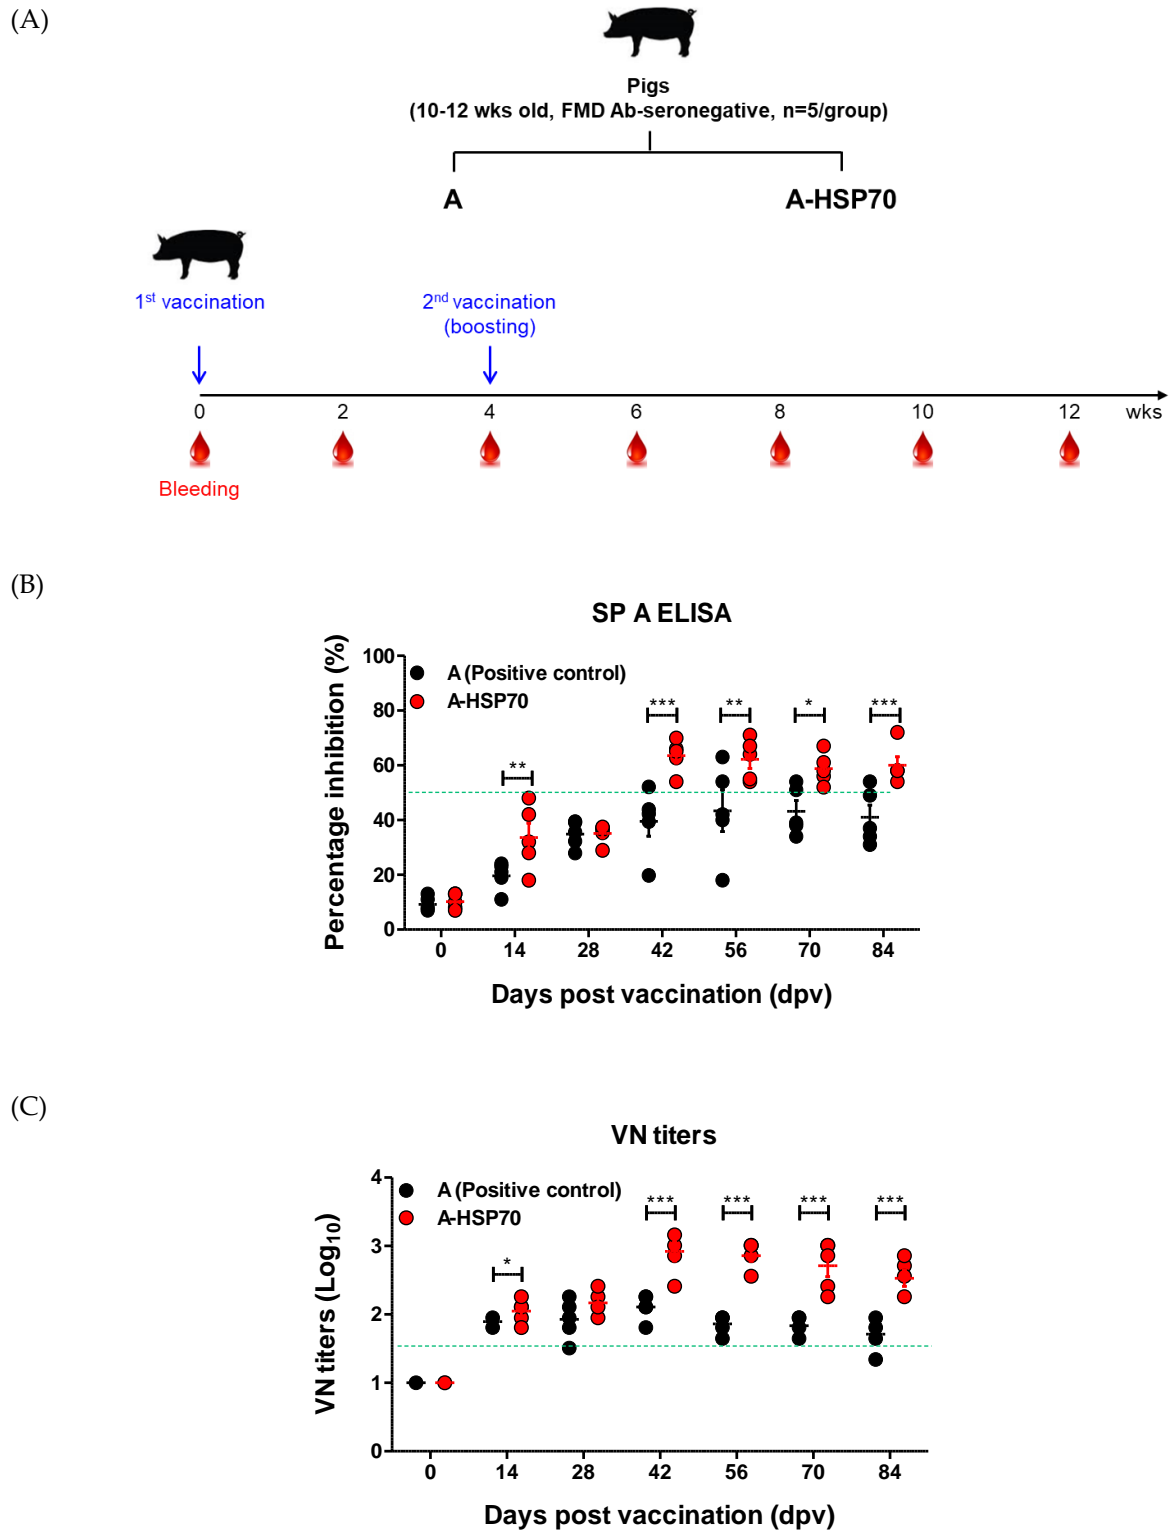 (A)
Pigs
(10-12 wks old, FMD Ab-seronegative, n=5/group)
A
A-HSP70
1st vaccination
2nd vaccination
(boosting)
0 2 4 6 8 10 12 wks
Bleeding
(B)
SP A ELISA
Percentage inhibition (%)
100
80
60
40
20
0
A (Positive control)
A-HSP70
**
***
**
*
***
0 14 28 42 56 70 84
Days post vaccination (dpv)
(C)
VN titers
VN titers (Log10)
4
3
2
1
0
A (Positive control)
A-HSP70
*
***
***
***
***
0 14 28 42 56 70 84
Days post vaccination (dpv)